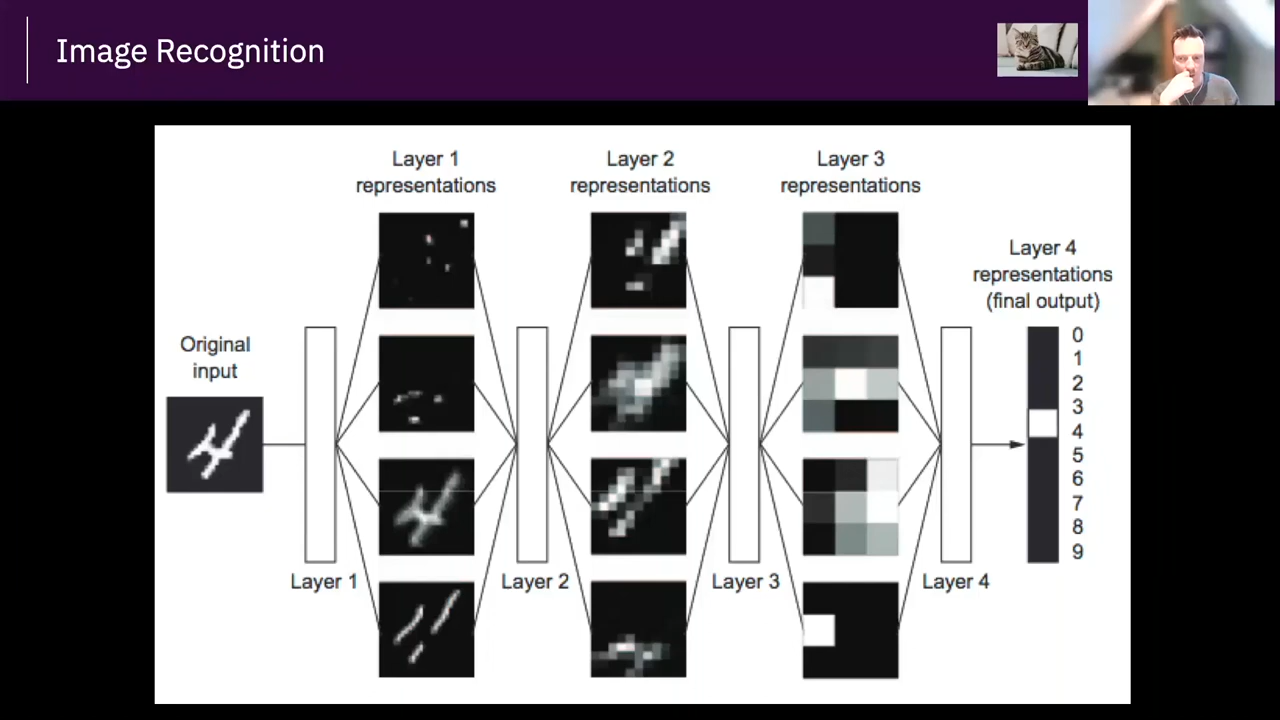 Image Recognition
Layer 1
representations
Layer 2
representations
Layer 3
representations
Layer 4
representations
(final output)
Original
input
0
1
2
3
4
5
6
7
8
9
Layer 1
Layer 2
Layer 3
Layer 4